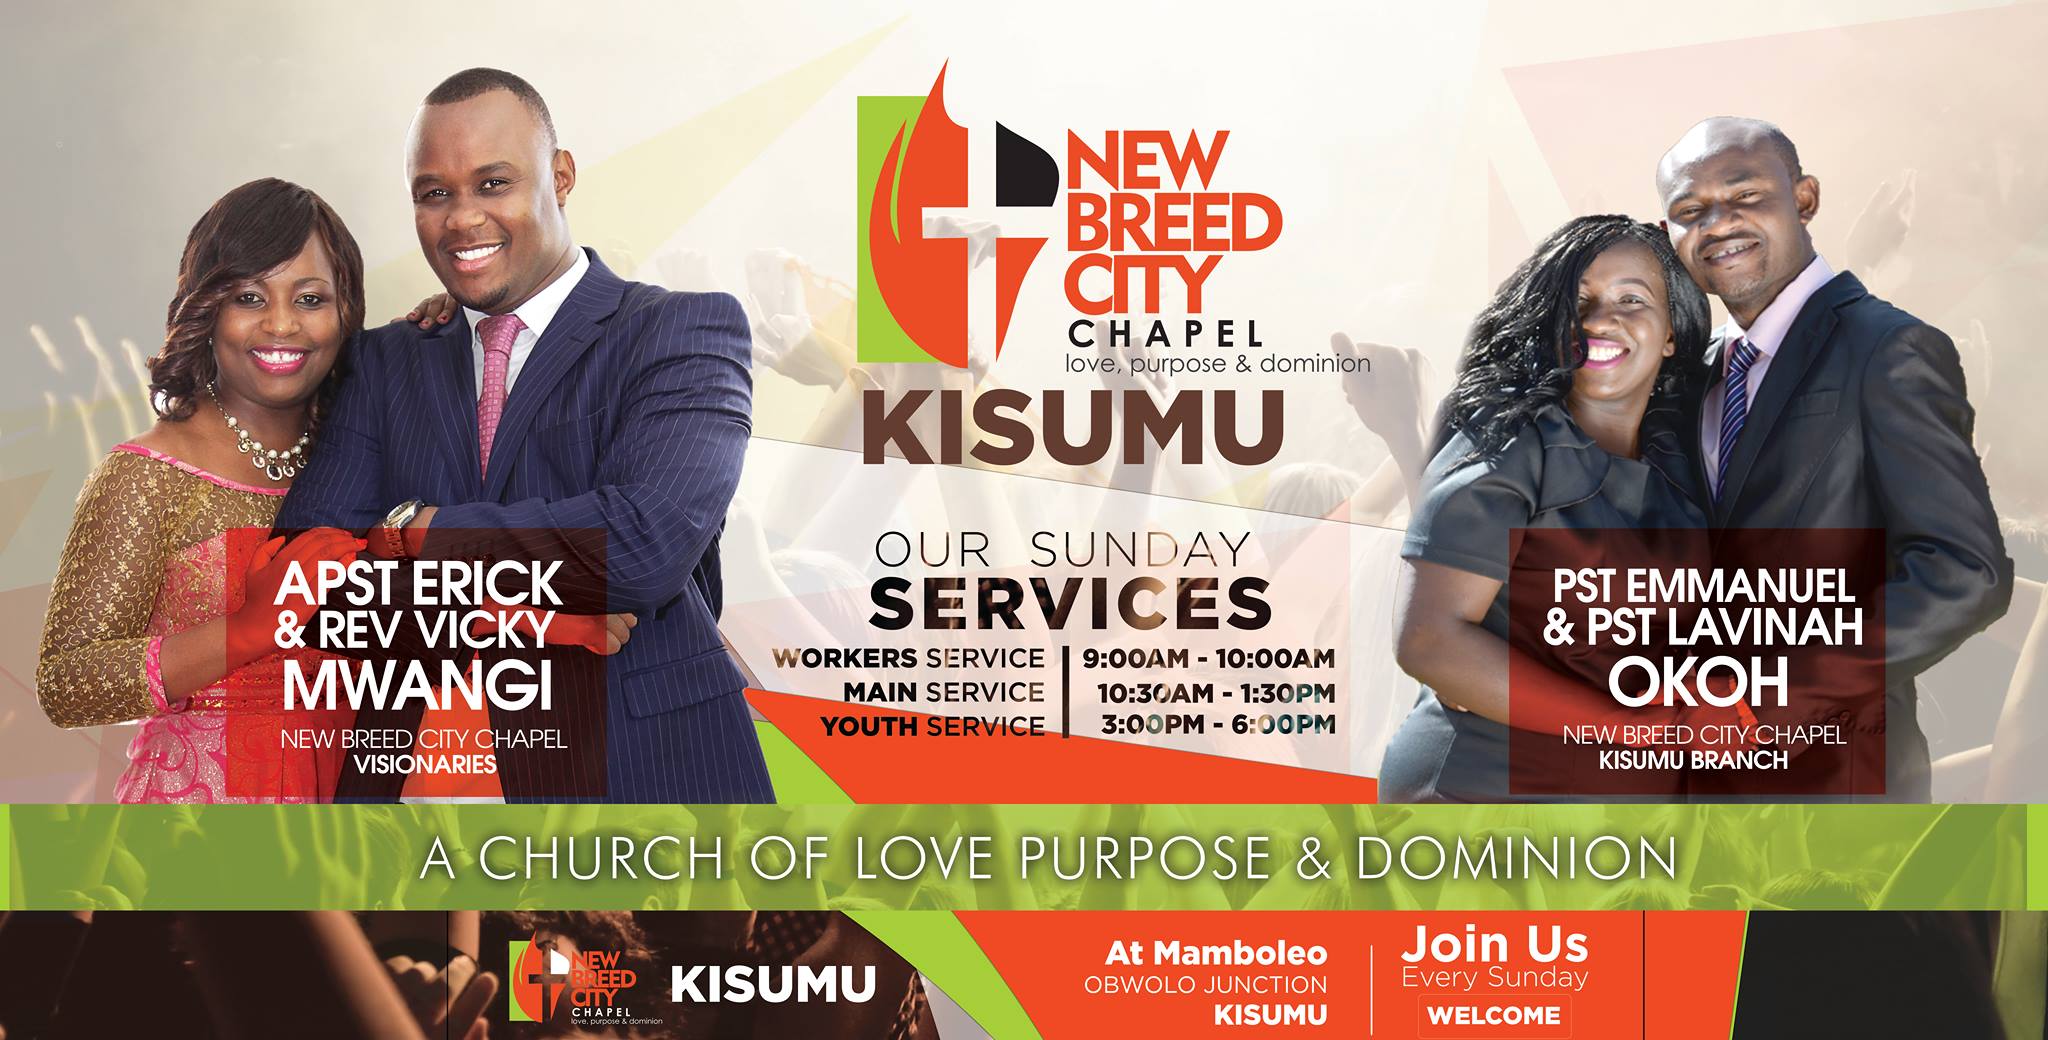 NEW
BREED
CITY
CHAPEL
love, purpose & dominion
KISUMU
OUR SUNDAY
SERVICES
WORKERS SERVICE 9:00AM - 10:00AM
MAIN SERVICE 10:30AM - 1:30PM
YOUTH SERVICE 3:00PM - 6:00PM
APST ERICK
& REV VICKY
MWANGI
NEW BREED CITY CHAPEL
VISIONARIES
PST EMMANUEL
& PST LAVINAH
OKOH
NEW BREED CITY CHAPEL
KISUMU BRANCH
A CHURCH OF LOVE PURPOSE & DOMINION
NEW
BREED
CITY
CHAPEL
love, purpose & dominion
KISUMU
At Mamboleo
OBWOLO JUNCTION
KISUMU
Join Us
Every Sunday
WELCOME